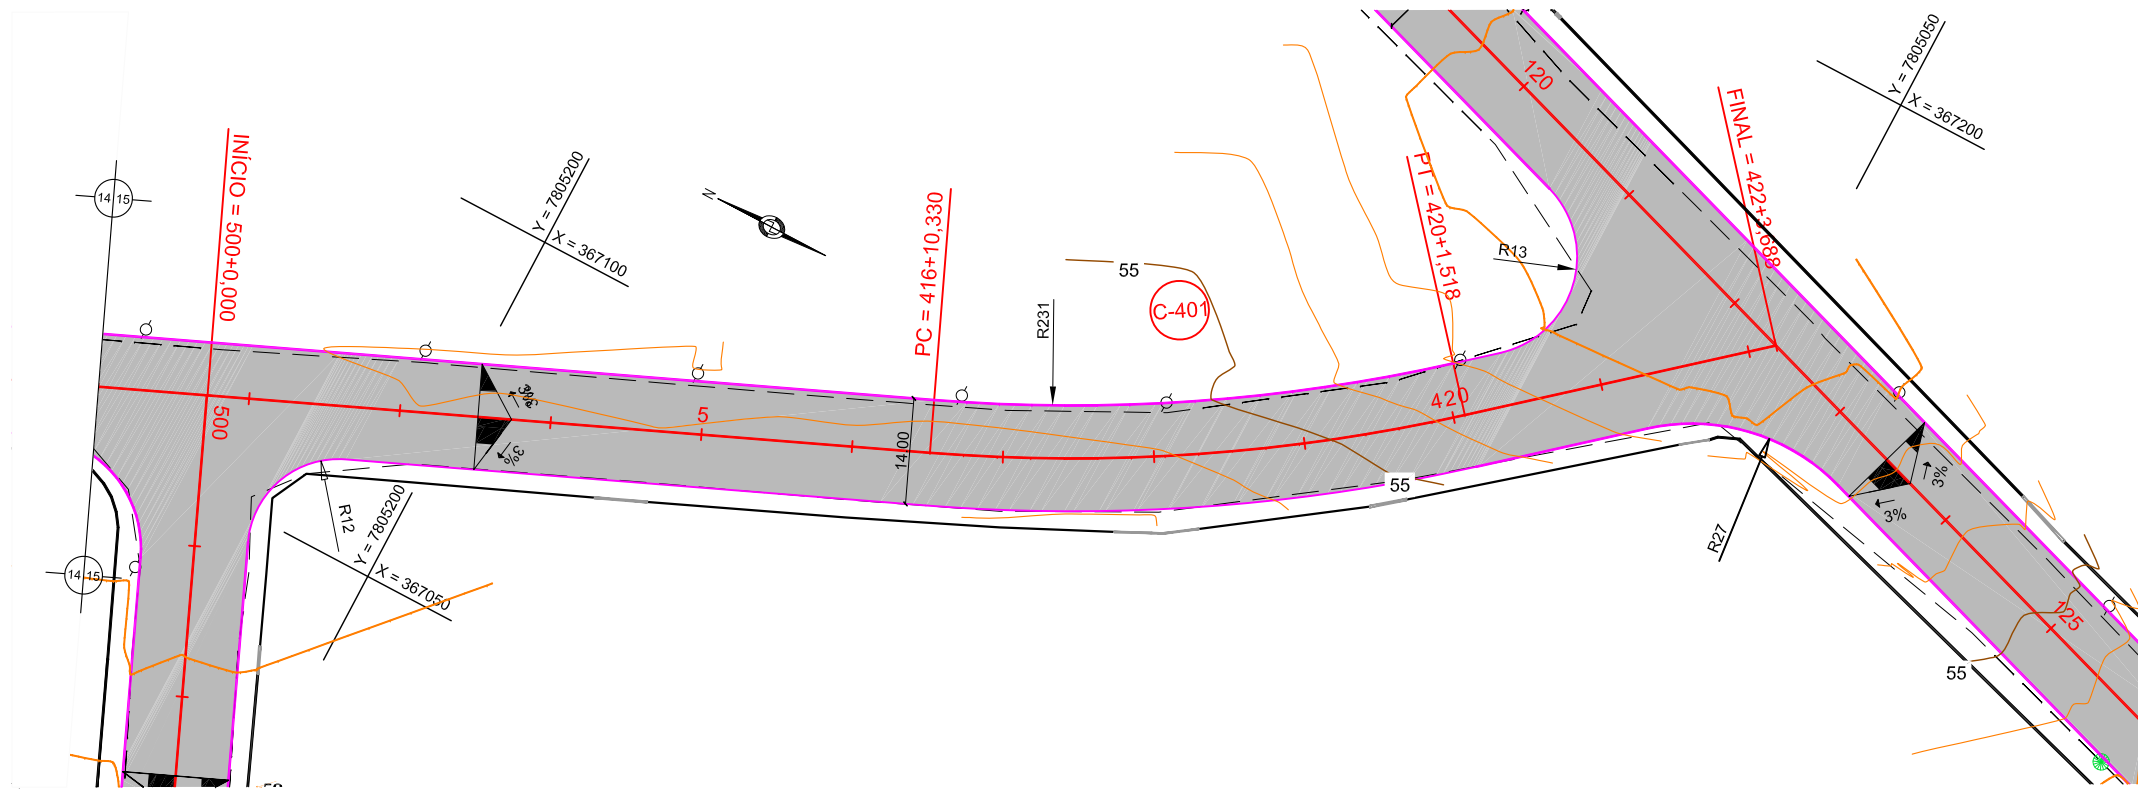 120
Y = 7805050
X = 367200
FINAL = 422+3,688
INÍCIO = 500+0,000
14 15
Y = 7805200
X = 367100
N
PC = 416+10,330
PT = 420+1,518
R13
55
C-401
R231
3%
3%
500
5
420
14.00
55
R12
Y = 7805200
X = 367050
14 15
R27
3%
3%
125
55